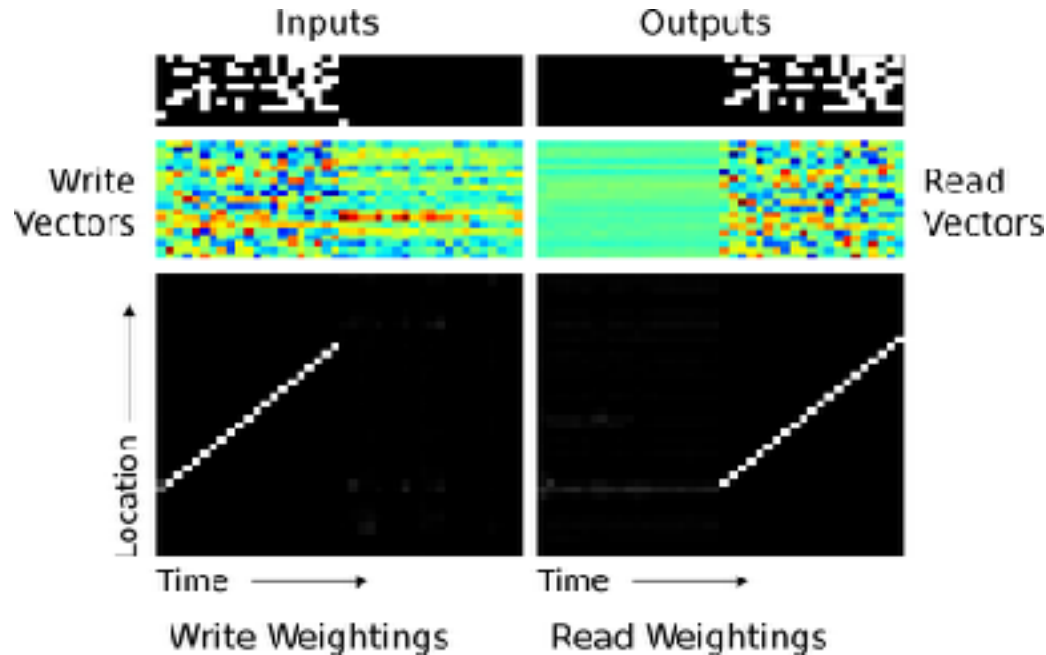 Inputs
Outputs
Write
Vectors
Read
Vectors
Location
Time
Time
Write Weightings
Read Weightings